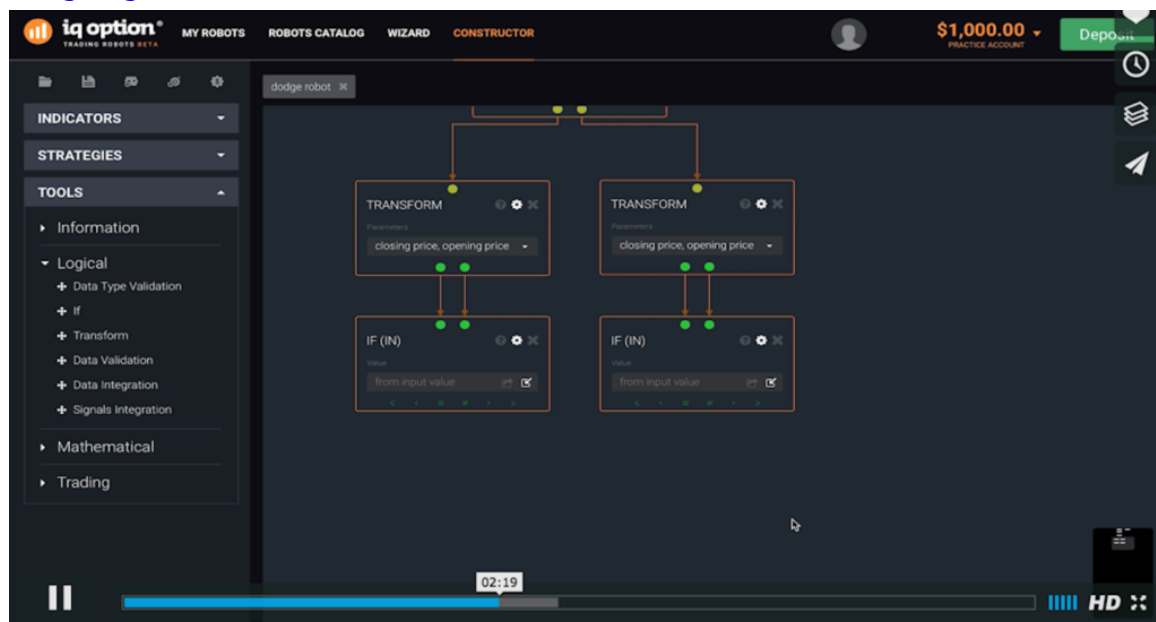 iq option®
TRADING ROBOTS BETA
MY ROBOTS
ROBOTS CATALOG
WIZARD
CONSTRUCTOR
$1,000.00
PRACTICE ACCOUNT
Deposit
dodge robot
INDICATORS
STRATEGIES
TOOLS
Information
Logical
Data Type Validation
If
Transform
Data Validation
Data Integration
Signals Integration
Mathematical
Trading
TRANSFORM
Parameters
closing price, opening price
TRANSFORM
Parameters
closing price, opening price
IF (IN)
Value
from input value
IF (IN)
Value
from input value
02:19
HD